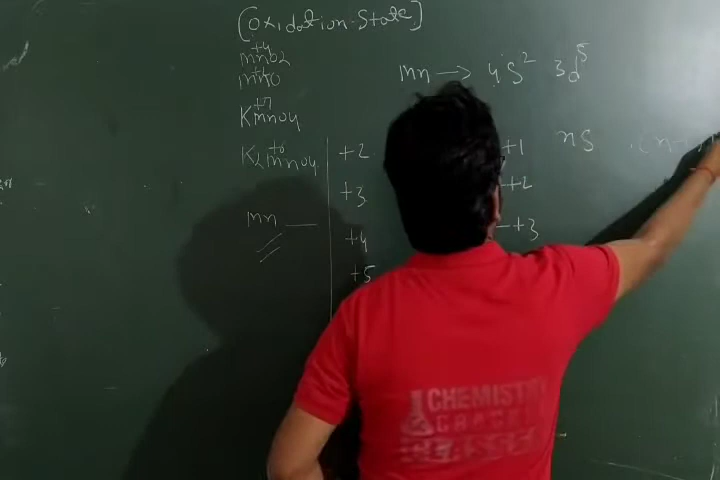 (Oxidation-State)
+4
mnO2
mnO
+7
Kmno4
+6
K2mno4
mn
+2
+3
+4
+5
mn → 4S2 3d5
+1
+2
+3
ns (n-
CHEMISTRY